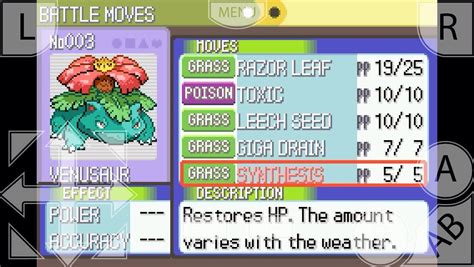 BATTLE MOVES
MENU
L
R
№003
MOVES
GRASS RAZOR LEAF PP 19/25
POISON TOXIC PP 10/10
GRASS LEECH SEED PP 10/10
GRASS GIGA DRAIN PP 7/ 7
GRASS SYNTHESIS PP 5/ 5
VENUSAUR
EFFECT
POWER ---
ACCURACY ---
DESCRIPTION
Restores HP. The amount
varies with the weather.
A
AB